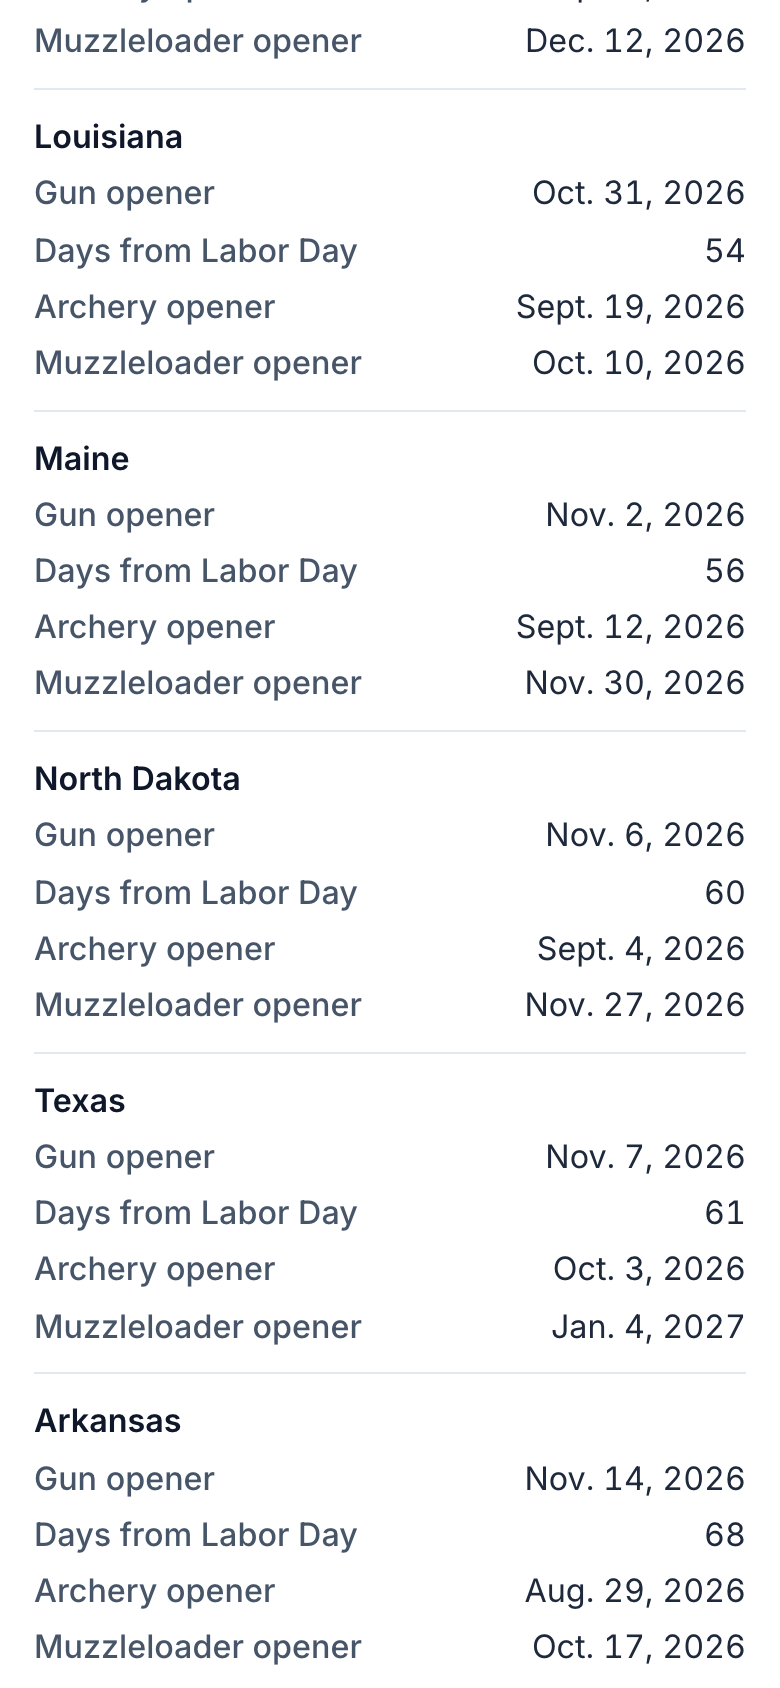 Muzzleloader opener Dec. 12, 2026
Louisiana
Gun opener Oct. 31, 2026
Days from Labor Day 54
Archery opener Sept. 19, 2026
Muzzleloader opener Oct. 10, 2026
Maine
Gun opener Nov. 2, 2026
Days from Labor Day 56
Archery opener Sept. 12, 2026
Muzzleloader opener Nov. 30, 2026
North Dakota
Gun opener Nov. 6, 2026
Days from Labor Day 60
Archery opener Sept. 4, 2026
Muzzleloader opener Nov. 27, 2026
Texas
Gun opener Nov. 7, 2026
Days from Labor Day 61
Archery opener Oct. 3, 2026
Muzzleloader opener Jan. 4, 2027
Arkansas
Gun opener Nov. 14, 2026
Days from Labor Day 68
Archery opener Aug. 29, 2026
Muzzleloader opener Oct. 17, 2026